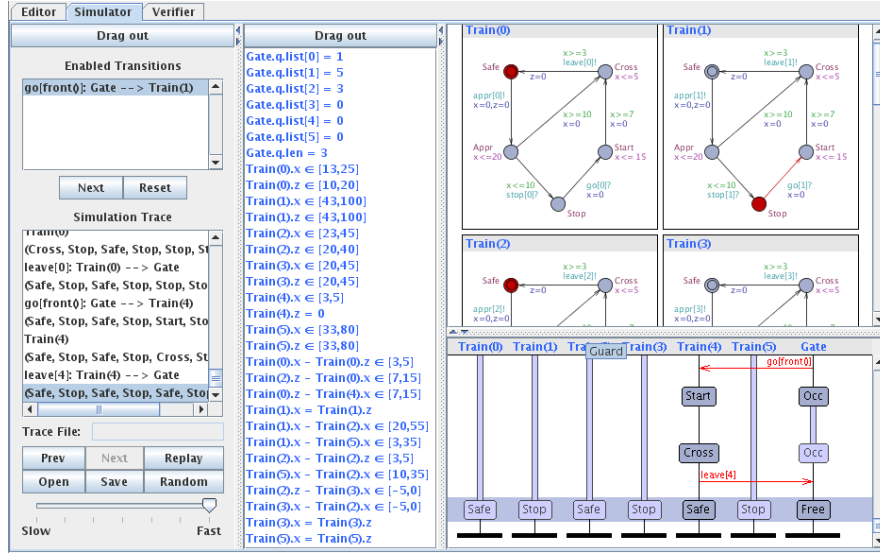 Editor Simulator Verifier
Drag out
Enabled Transitions
go[front()]: Gate --> Train(1)
Next Reset
Simulation Trace
Train(0)
(Cross, Stop, Safe, Stop, Stop, St
leave[0]: Train(0) --> Gate
(Safe, Stop, Safe, Stop, Stop, Sto
go[front()]: Gate --> Train(4)
(Safe, Stop, Safe, Stop, Start, Sto
Train(4)
(Safe, Stop, Safe, Stop, Cross, St
leave[4]: Train(4) --> Gate
(Safe, Stop, Safe, Stop, Safe, Stop
Trace File:
Prev Next Replay
Open Save Random
Slow Fast
Drag out
Gate.q.list[0] = 1
Gate.q.list[1] = 5
Gate.q.list[2] = 3
Gate.q.list[3] = 0
Gate.q.list[4] = 0
Gate.q.list[5] = 0
Gate.q.len = 3
Train(0).x ∈ [13,25]
Train(0).z ∈ [10,20]
Train(1).x ∈ [43,100]
Train(1).z ∈ [43,100]
Train(2).x ∈ [23,45]
Train(2).z ∈ [20,40]
Train(3).x ∈ [20,45]
Train(3).z ∈ [20,45]
Train(4).x ∈ [3,5]
Train(4).z = 0
Train(5).x ∈ [33,80]
Train(5).z ∈ [33,80]
Train(0).x - Train(0).z ∈ [3,5]
Train(2).z - Train(0).x ∈ [7,15]
Train(0).z - Train(4).x ∈ [7,15]
Train(1).x = Train(1).z
Train(1).x - Train(2).x ∈ [20,55]
Train(1).x - Train(5).x ∈ [3,35]
Train(2).x - Train(2).z ∈ [3,5]
Train(5).x - Train(2).x ∈ [10,35]
Train(2).z - Train(3).x ∈ [-5,0]
Train(3).x - Train(2).x ∈ [-5,0]
Train(3).x = Train(3).z
Train(5).x = Train(5).z
Train(0)
x>=3
leave[0]!
Safe
z=0
Cross
x<=5
appr[0]!
x=0,z=0
x>=10
x=0
x>=7
x=0
Appr
x<=20
Start
x<= 15
x<=10
stop[0]?
go[0]?
x=0
Stop
Train(1)
x>=3
leave[1]!
Safe
z=0
Cross
x<=5
appr[1]!
x=0,z=0
x>=10
x=0
x>=7
x=0
Appr
x<=20
Start
x<= 15
x<=10
stop[1]?
go[1]?
x=0
Stop
Train(2)
x>=3
leave[2]!
Safe
z=0
Cross
x<=5
appr[2]!
x=0,z=0
x>=10
x=0
x>=7
x=0
Train(3)
x>=3
leave[3]!
Safe
z=0
Cross
x<=5
appr[3]!
x=0,z=0
x>=10
x=0
x>=7
x=0
Train(0) Train(1) Train(3) Train(4) Train(5) Gate
Guard
go[front()]
Start Occ
Cross Occ
leave[4]
Safe Stop Safe Stop Safe Stop Free